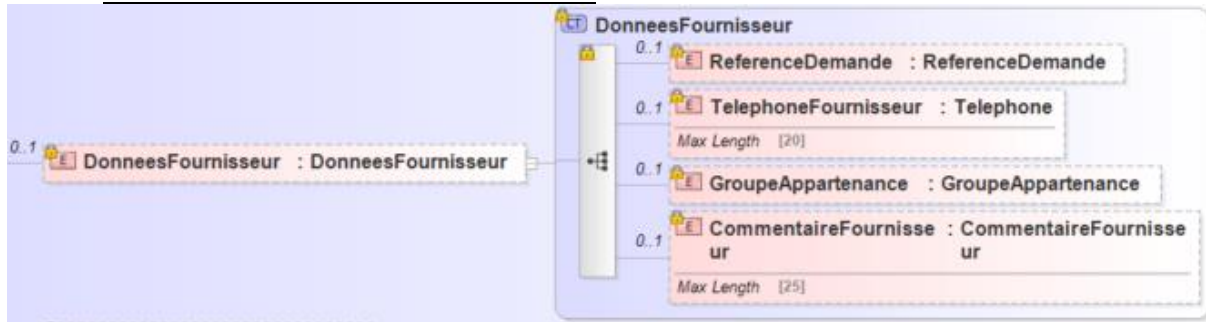 CT DonneesFournisseur
0..1 E ReferenceDemande : ReferenceDemande
0..1 E TelephoneFournisseur : Telephone
Max Length [20]
0..1 E DonneesFournisseur : DonneesFournisseur
0..1 E GroupeAppartenance : GroupeAppartenance
0..1 E CommentaireFournisse : CommentaireFournisse
ur ur
Max Length [25]